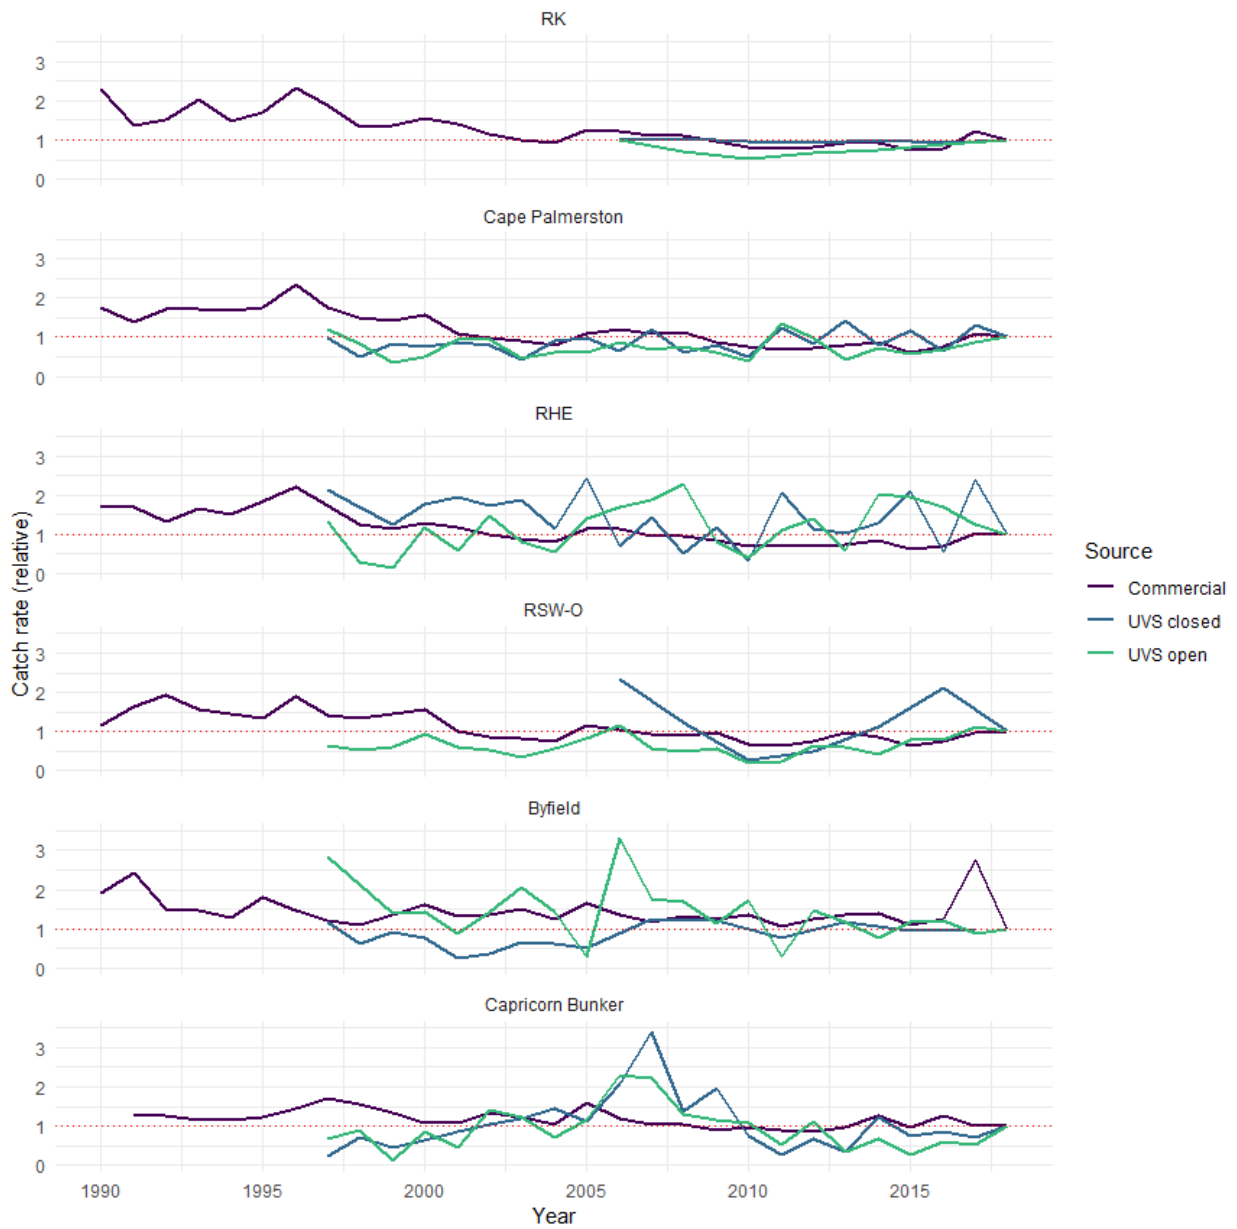 RK
3
2
1
0
Cape Palmerston
3
2
1
0
RHE
3
2
1
0
RSW-O
3
2
1
0
Byfield
3
2
1
0
Capricorn Bunker
3
2
1
0
1990 1995 2000 2005 2010 2015
Year
Catch rate (relative)
Source
Commercial
UVS closed
UVS open